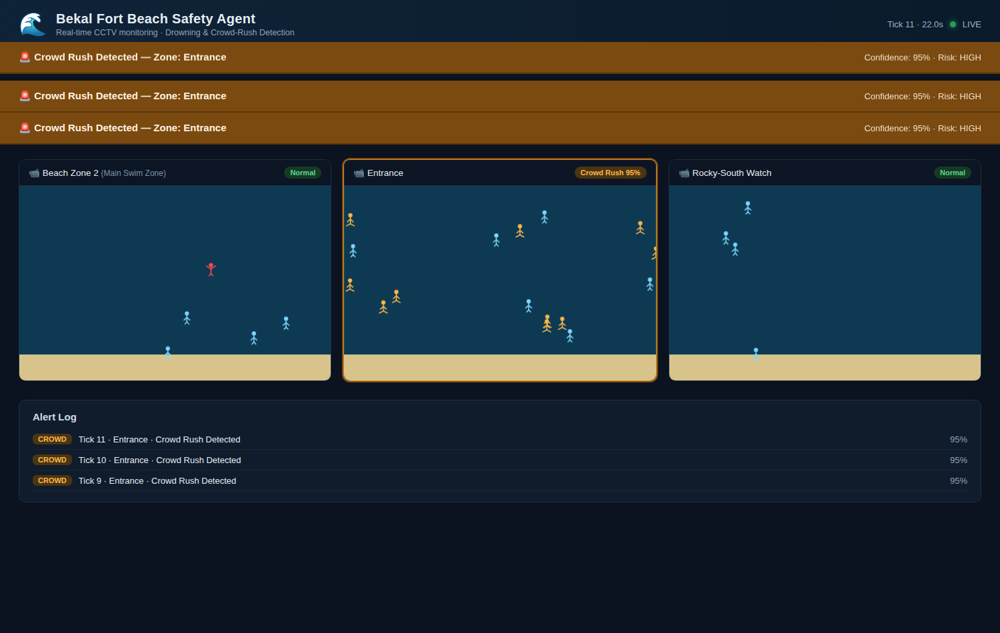 Bekal Fort Beach Safety Agent
Real-time CCTV monitoring · Drowning & Crowd-Rush Detection
Tick 11 · 22.0s LIVE
🚨 Crowd Rush Detected — Zone: Entrance Confidence: 95% · Risk: HIGH
🚨 Crowd Rush Detected — Zone: Entrance Confidence: 95% · Risk: HIGH
🚨 Crowd Rush Detected — Zone: Entrance Confidence: 95% · Risk: HIGH
📹 Beach Zone 2 (Main Swim Zone) Normal
📹 Entrance Crowd Rush 95%
📹 Rocky-South Watch Normal
Alert Log
CROWD Tick 11 · Entrance · Crowd Rush Detected 95%
CROWD Tick 10 · Entrance · Crowd Rush Detected 95%
CROWD Tick 9 · Entrance · Crowd Rush Detected 95%